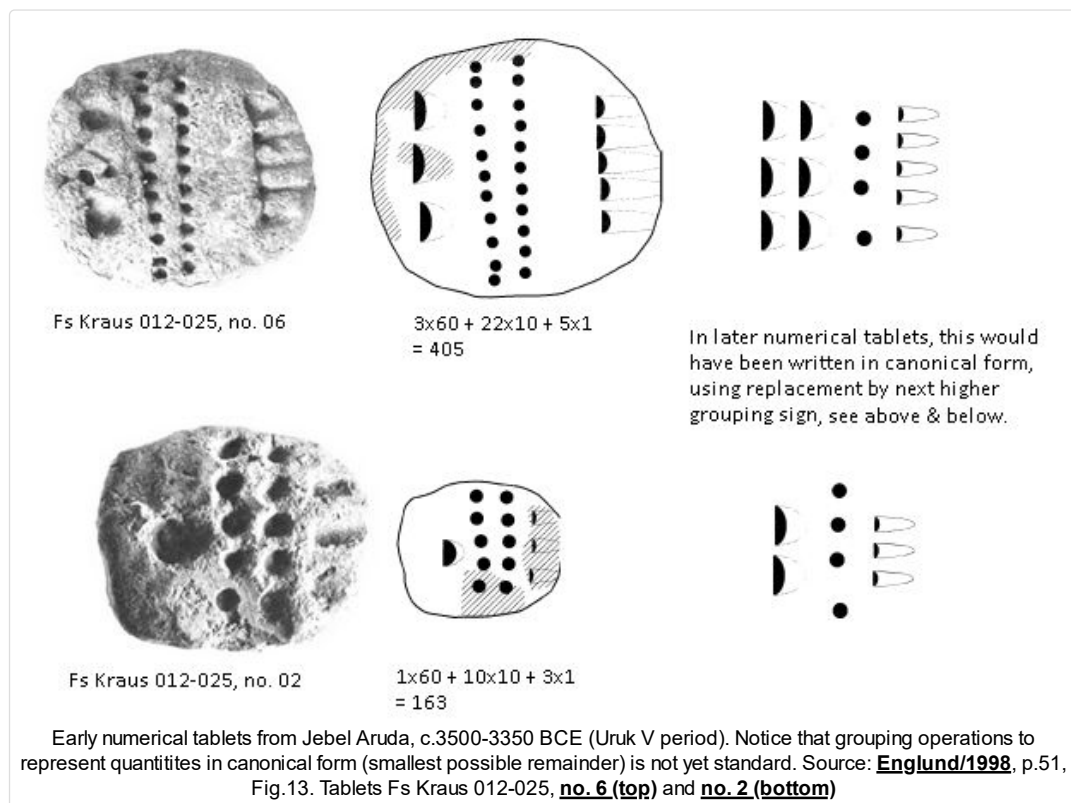 Fs Kraus 012-025, no. 06
3x60 + 22x10 + 5x1
= 405
In later numerical tablets, this would
have been written in canonical form,
using replacement by next higher
grouping sign, see above & below.
Fs Kraus 012-025, no. 02
1x60 + 10x10 + 3x1
= 163
Early numerical tablets from Jebel Aruda, c.3500-3350 BCE (Uruk V period). Notice that grouping operations to
represent quantitites in canonical form (smallest possible remainder) is not yet standard. Source: Englund/1998, p.51,
Fig.13. Tablets Fs Kraus 012-025, no. 6 (top) and no. 2 (bottom)